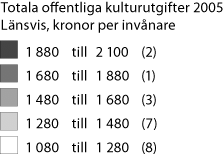 Totala offentliga kulturutgifter 2005
Länsvis, kronor per invånare
1 880 till 2 100 (2)
1 680 till 1 880 (1)
1 480 till 1 680 (3)
1 280 till 1 480 (7)
1 080 till 1 280 (8)